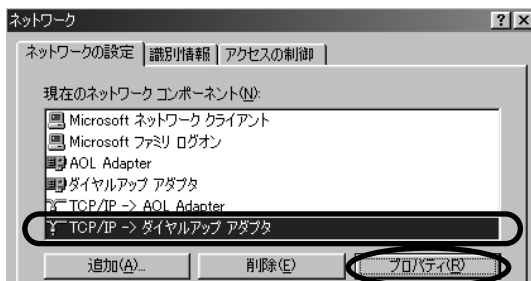 ネットワーク
ネットワークの設定 識別情報 アクセスの制御
現在のネットワーク コンポーネント(N):
Microsoft ネットワーク クライアント
Microsoft ファミリ ログオン
AOL Adapter
ダイヤルアップ アダプタ
TCP/IP -> AOL Adapter
TCP/IP -> ダイヤルアップ アダプタ
追加(A)... 削除(E) プロパティ(R)